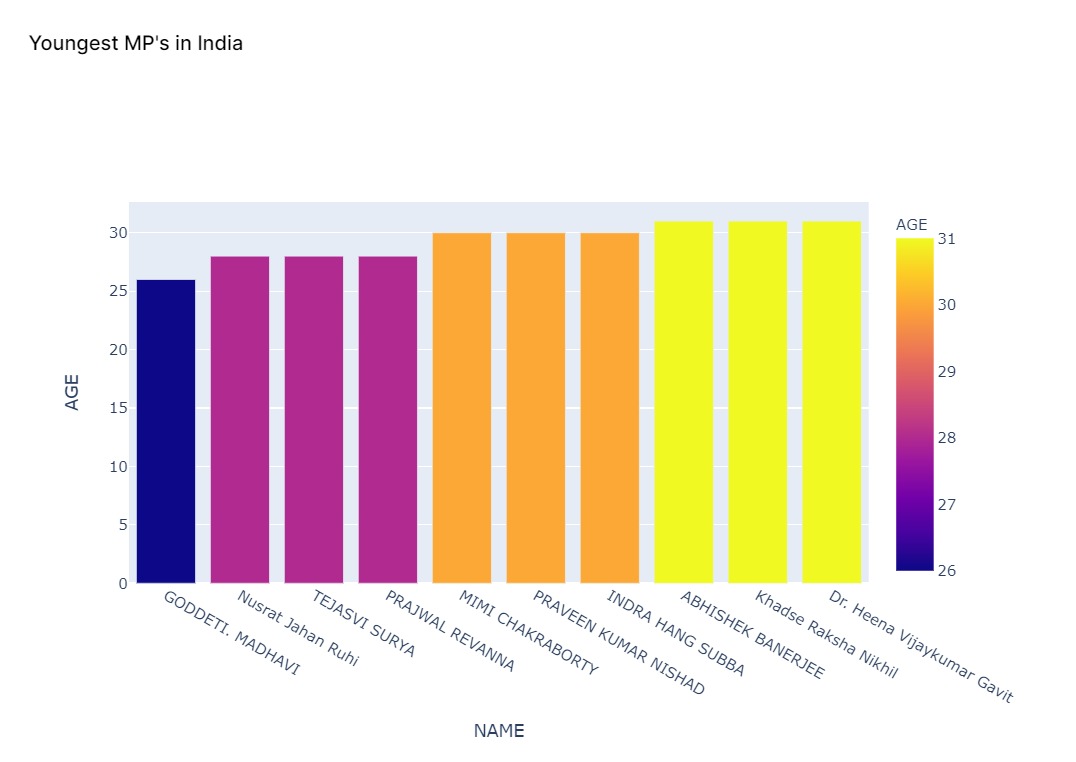 Youngest MP's in India
AGE
30
25
20
15
10
5
0
AGE
31
30
29
28
27
26
GODDETI. MADHAVI
Nusrat Jahan Ruhi
TEJASVI SURYA
PRAJWAL REVANNA
MIMI CHAKRABORTY
PRAVEEN KUMAR NISHAD
INDRA HANG SUBBA
ABHISHEK BANERJEE
Khadse Raksha Nikhil
Dr. Heena Vijaykumar Gavit
NAME